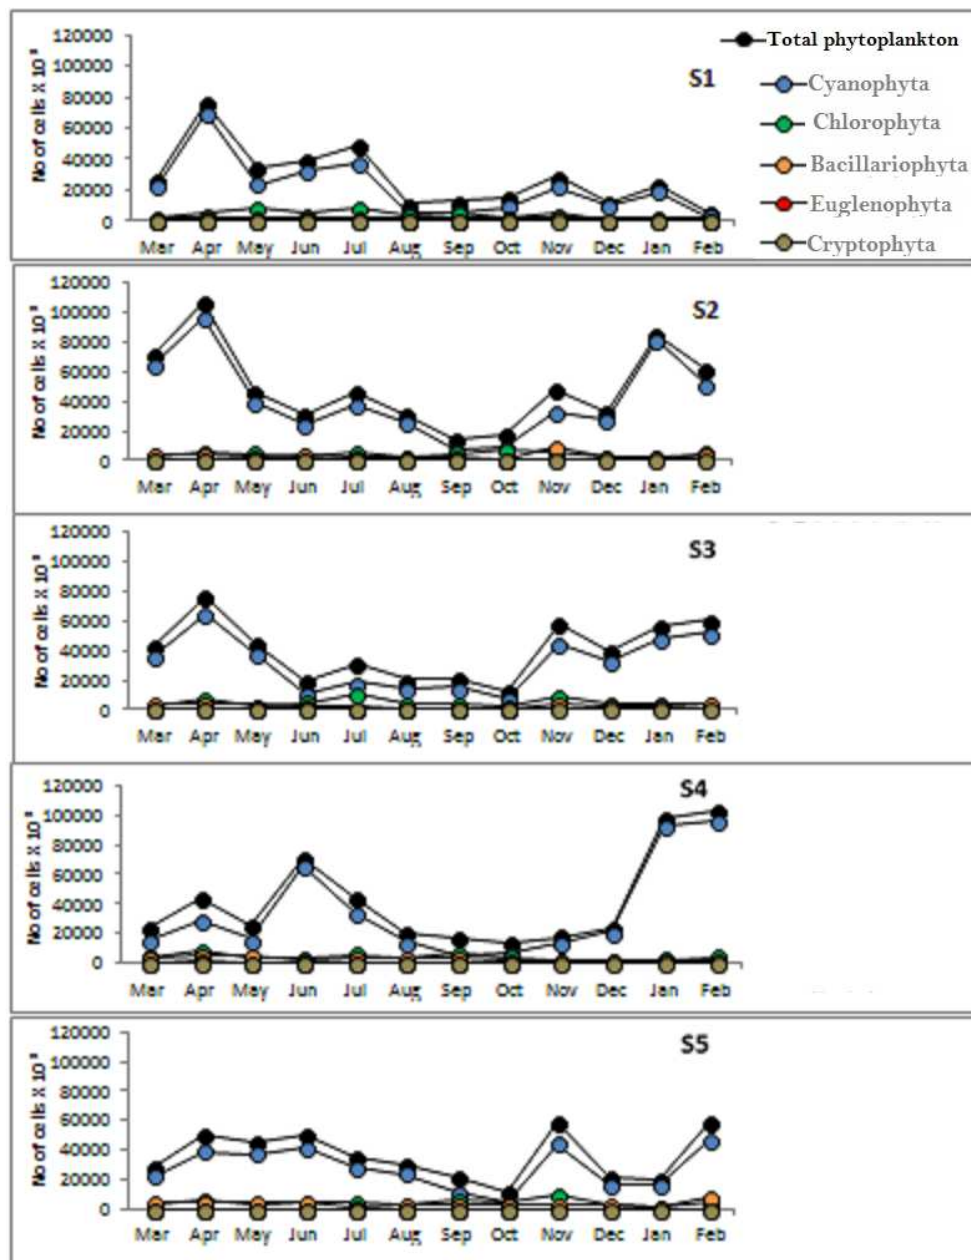 Total phytoplankton
Cyanophyta
Chlorophyta
Bacillariophyta
Euglenophyta
Cryptophyta
S1
No of cells X 10³
120000
100000
80000
60000
40000
20000
0
Mar Apr May Jun Jul Aug Sep Oct Nov Dec Jan Feb
S2
No of cells X 10³
120000
100000
80000
60000
40000
20000
0
Mar Apr May Jun Jul Aug Sep Oct Nov Dec Jan Feb
S3
No of cells X 10³
120000
100000
80000
60000
40000
20000
0
Mar Apr May Jun Jul Aug Sep Oct Nov Dec Jan Feb
S4
No of cells X 10³
120000
100000
80000
60000
40000
20000
0
Mar Apr May Jun Jul Aug Sep Oct Nov Dec Jan Feb
S5
No of cells X 10³
120000
100000
80000
60000
40000
20000
0
Mar Apr May Jun Jul Aug Sep Oct Nov Dec Jan Feb